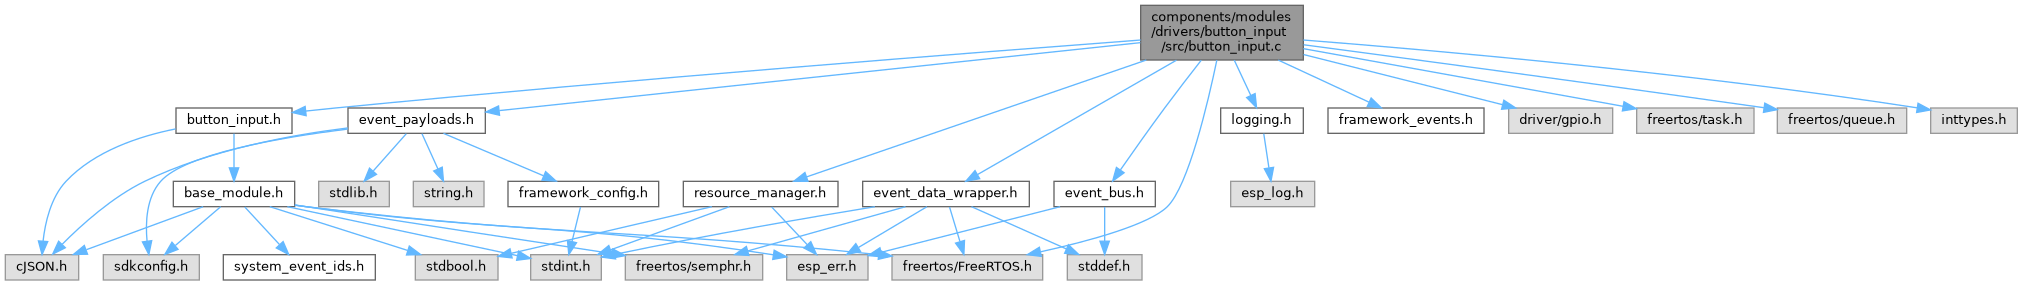 components/modules
/drivers/button_input
/src/button_input.c
button_input.h
event_payloads.h
logging.h
framework_events.h
driver/gpio.h
freertos/task.h
freertos/queue.h
inttypes.h
base_module.h
stdlib.h
string.h
framework_config.h
resource_manager.h
event_data_wrapper.h
event_bus.h
esp_log.h
cJSON.h
sdkconfig.h
system_event_ids.h
stdbool.h
stdint.h
freertos/semphr.h
esp_err.h
freertos/FreeRTOS.h
stddef.h